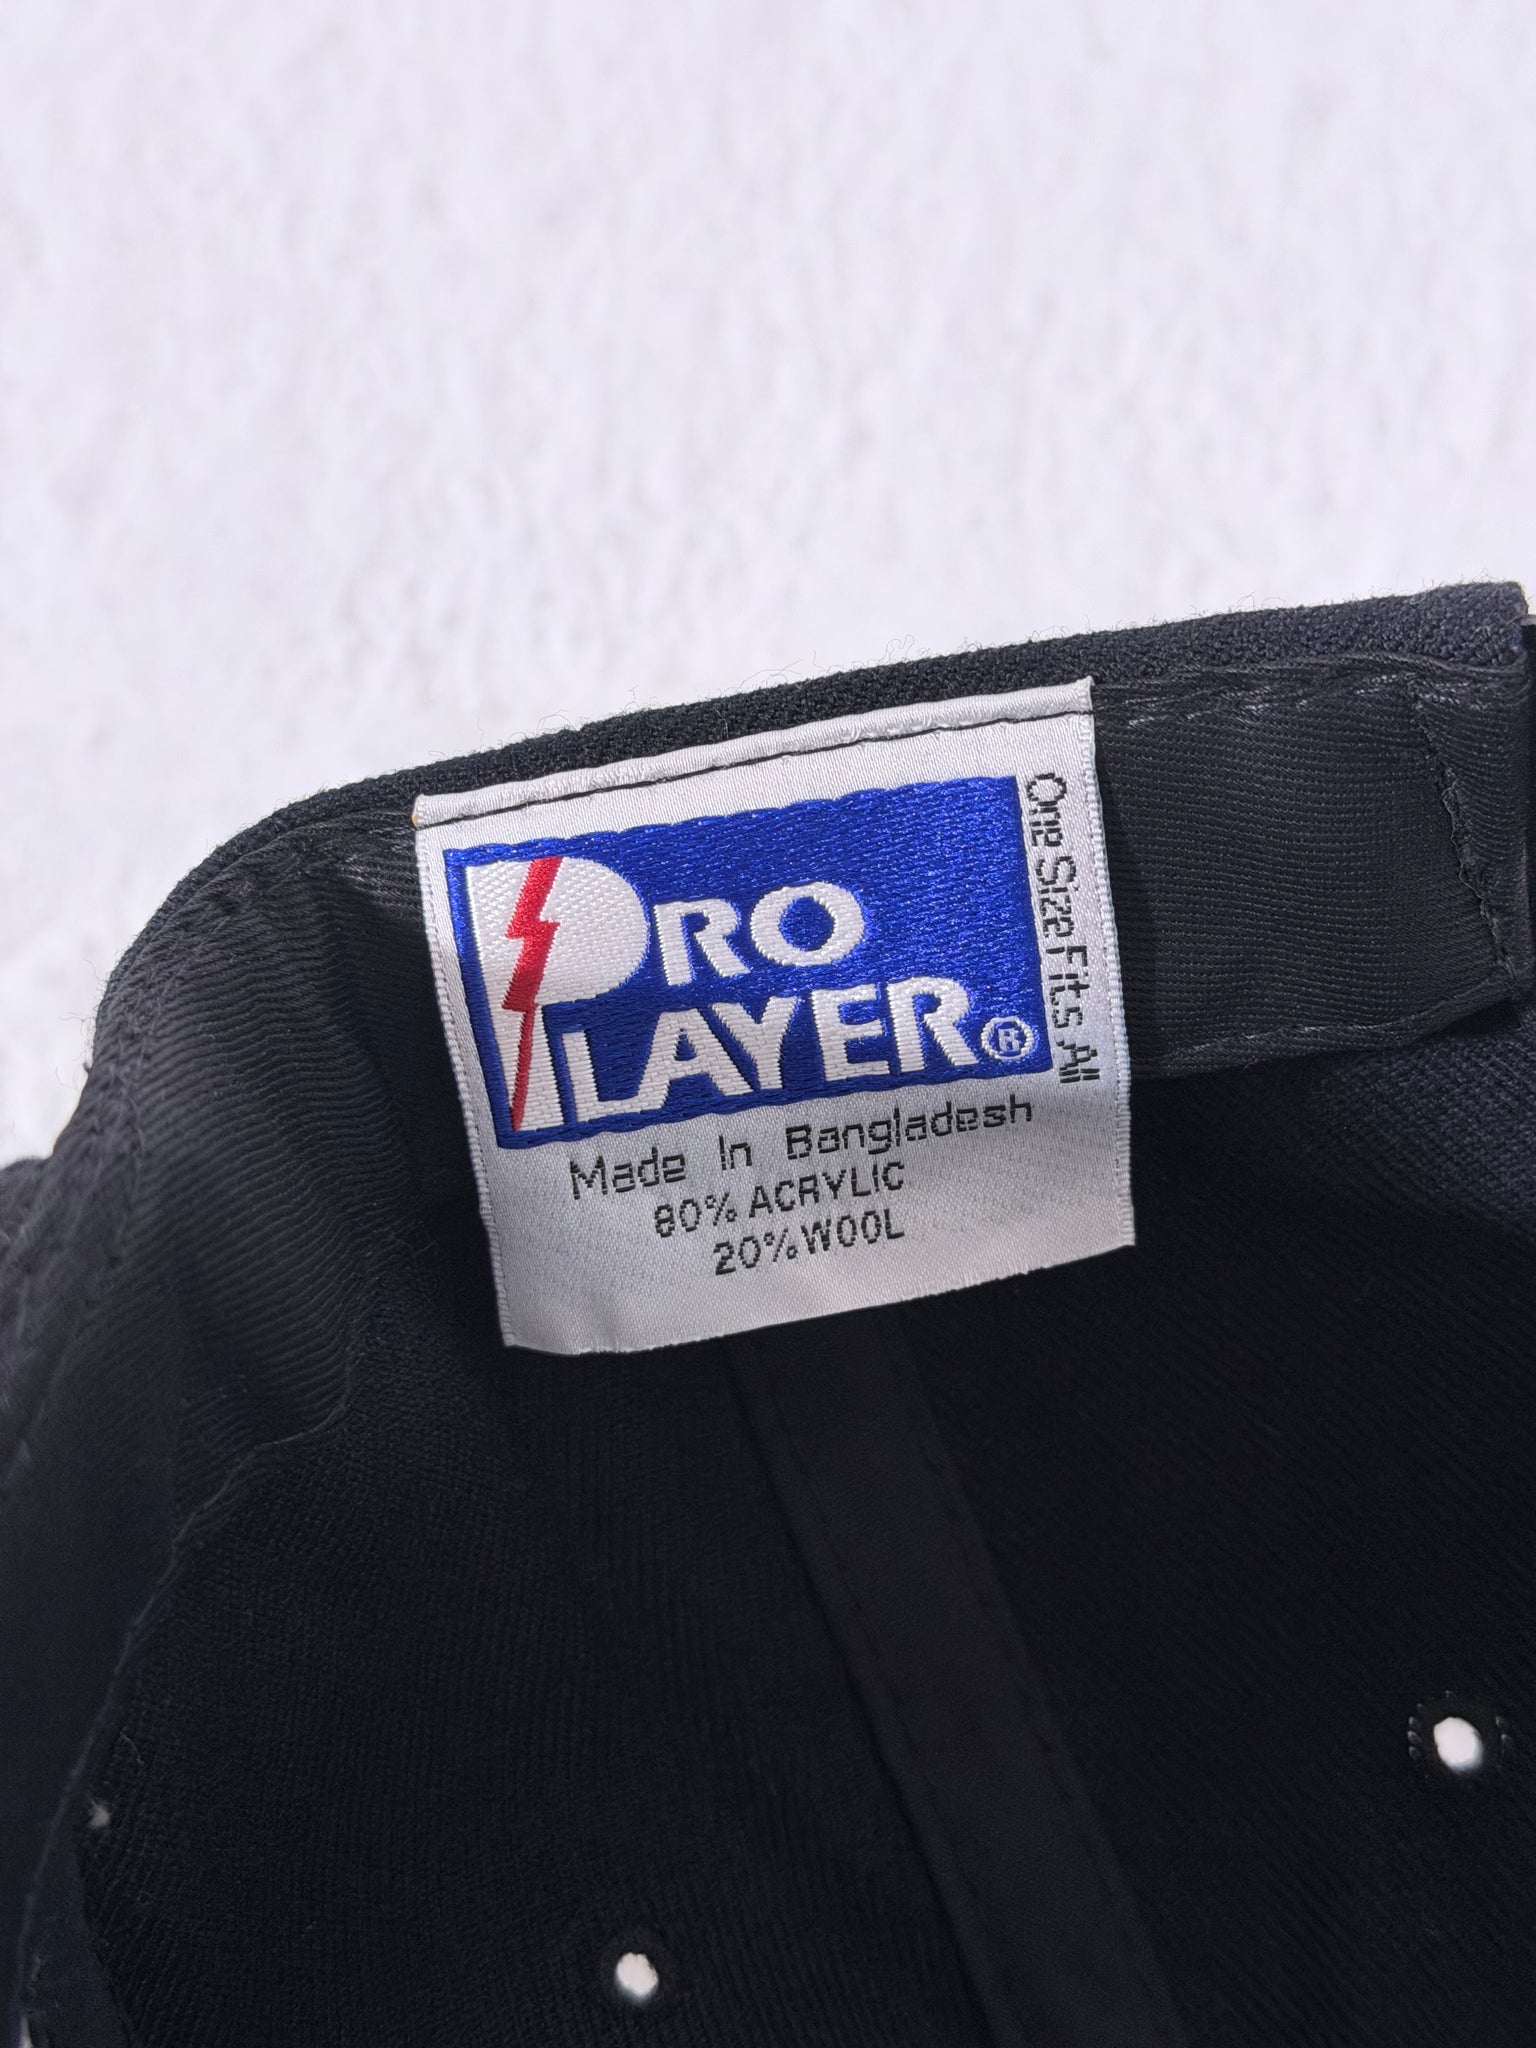 PRO
PLAYER®
One Size Fits All
Made In Bangladesh
80% ACRYLIC
20% WOOL